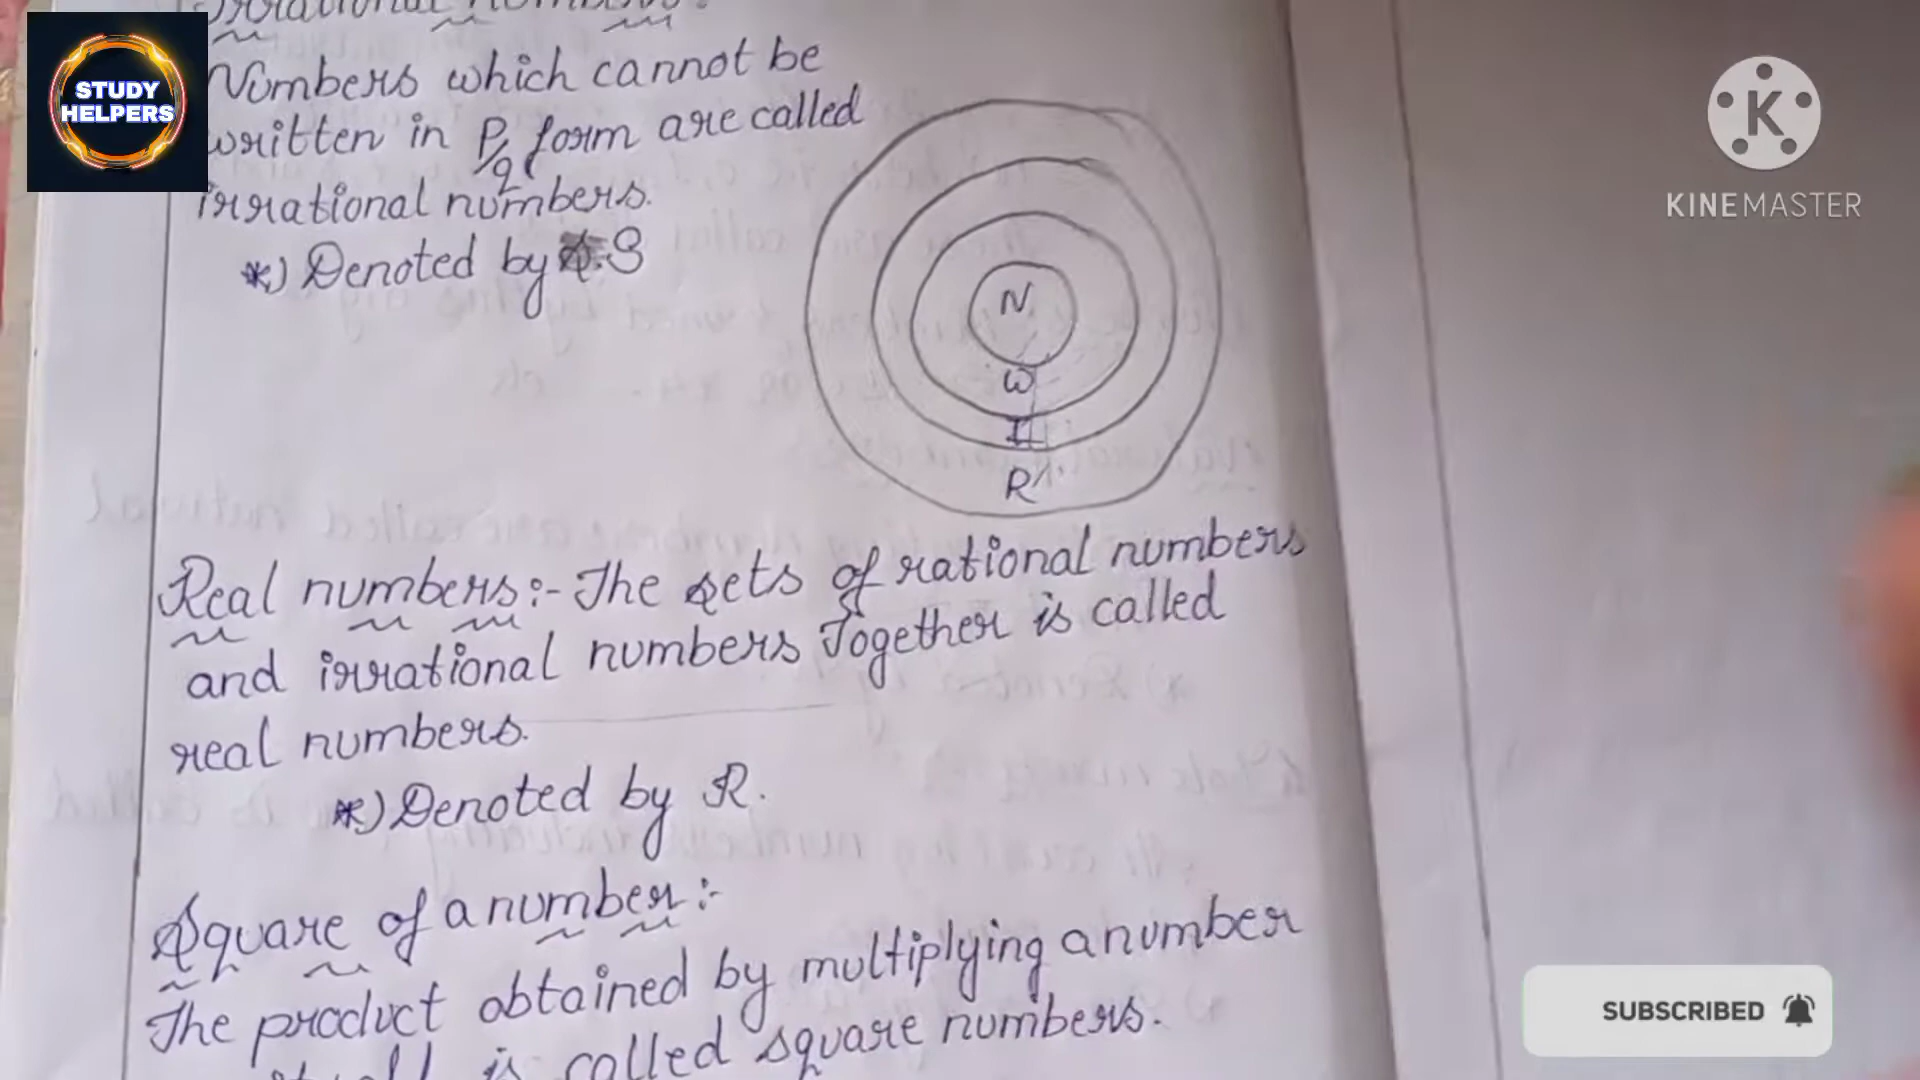 Irrational numbers:
STUDY
HELPERS
Numbers which cannot be
written in P/q form are called
irrational numbers.
*) Denoted by S
N
W
I
R
Real numbers:- The sets of rational numbers
and irrational numbers Together is called
real numbers.
*) Denoted by R.
Square of a number:-
The product obtained by multiplying a number
is called square numbers.
K
KINEMASTER
SUBSCRIBED